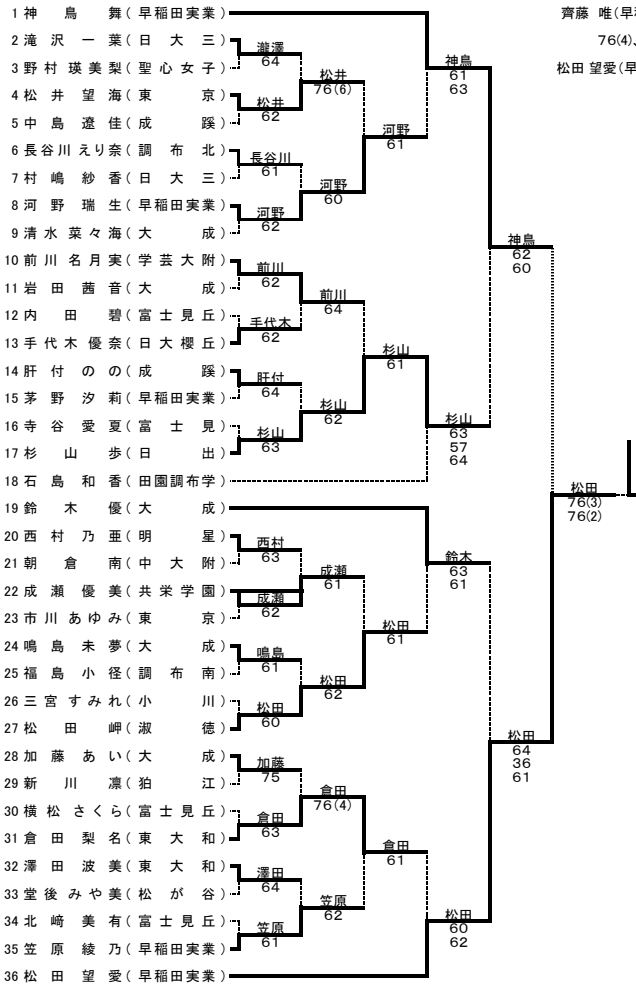 1 神鳥 舞 ( 早稲田実業 )
2 滝沢 一葉 ( 日大三 )
3 野村 瑛美梨 ( 聖心女子 )
4 松井 望海 ( 東京 )
5 中島 遼佳 ( 成蹊 )
6 長谷川 えり奈 ( 調布北 )
7 村嶋 紗香 ( 日大三 )
8 河野 瑞生 ( 早稲田実業 )
9 清水 菜々海 ( 大成 )
10 前川 名月実 ( 学芸大附 )
11 岩田 茜音 ( 大成 )
12 内田 碧 ( 富士見丘 )
13 手代木 優奈 ( 日大櫻丘 )
14 肝付 のの ( 成蹊 )
15 茅野 汐莉 ( 早稲田実業 )
16 寺谷 愛夏 ( 富士見 )
17 杉山 歩 ( 日出 )
18 石島 和香 ( 田園調布学 )
19 鈴木 優 ( 大成 )
20 西村 乃亜 ( 明星 )
21 朝倉 南 ( 中大附 )
22 成瀬 優美 ( 共栄学園 )
23 市川 あゆみ ( 東京 )
24 鳴島 未夢 ( 大成 )
25 福島 小径 ( 調布南 )
26 三宮 すみれ ( 小川 )
27 松田 岬 ( 淑徳 )
28 加藤 あい ( 大成 )
29 新川 凛 ( 狛江 )
30 横松 さくら ( 富士見丘 )
31 倉田 梨名 ( 東大和 )
32 澤田 波美 ( 東大和 )
33 堂後 みや美 ( 松が谷 )
34 北﨑 美有 ( 富士見丘 )
35 笠原 綾乃 ( 早稲田実業 )
36 松田 望愛 ( 早稲田実業 )
瀧澤
64
松井
62
長谷川
61
河野
62
前川
62
手代木
62
肝付
64
杉山
63
西村
63
成瀬
62
鳴島
61
松田
60
加藤
75
倉田
63
澤田
64
笠原
61
松井
76(6)
河野
60
前川
64
杉山
62
成瀬
61
松田
62
倉田
76(4)
笠原
62
河野
61
杉山
61
松田
61
倉田
61
神鳥
61
63
杉山
63
57
64
鈴木
63
61
松田
60
62
神鳥
62
60
松田
64
36
61
松田
76(3)
76(2)
齊藤 唯(早
76(4)、
松田 望愛(早